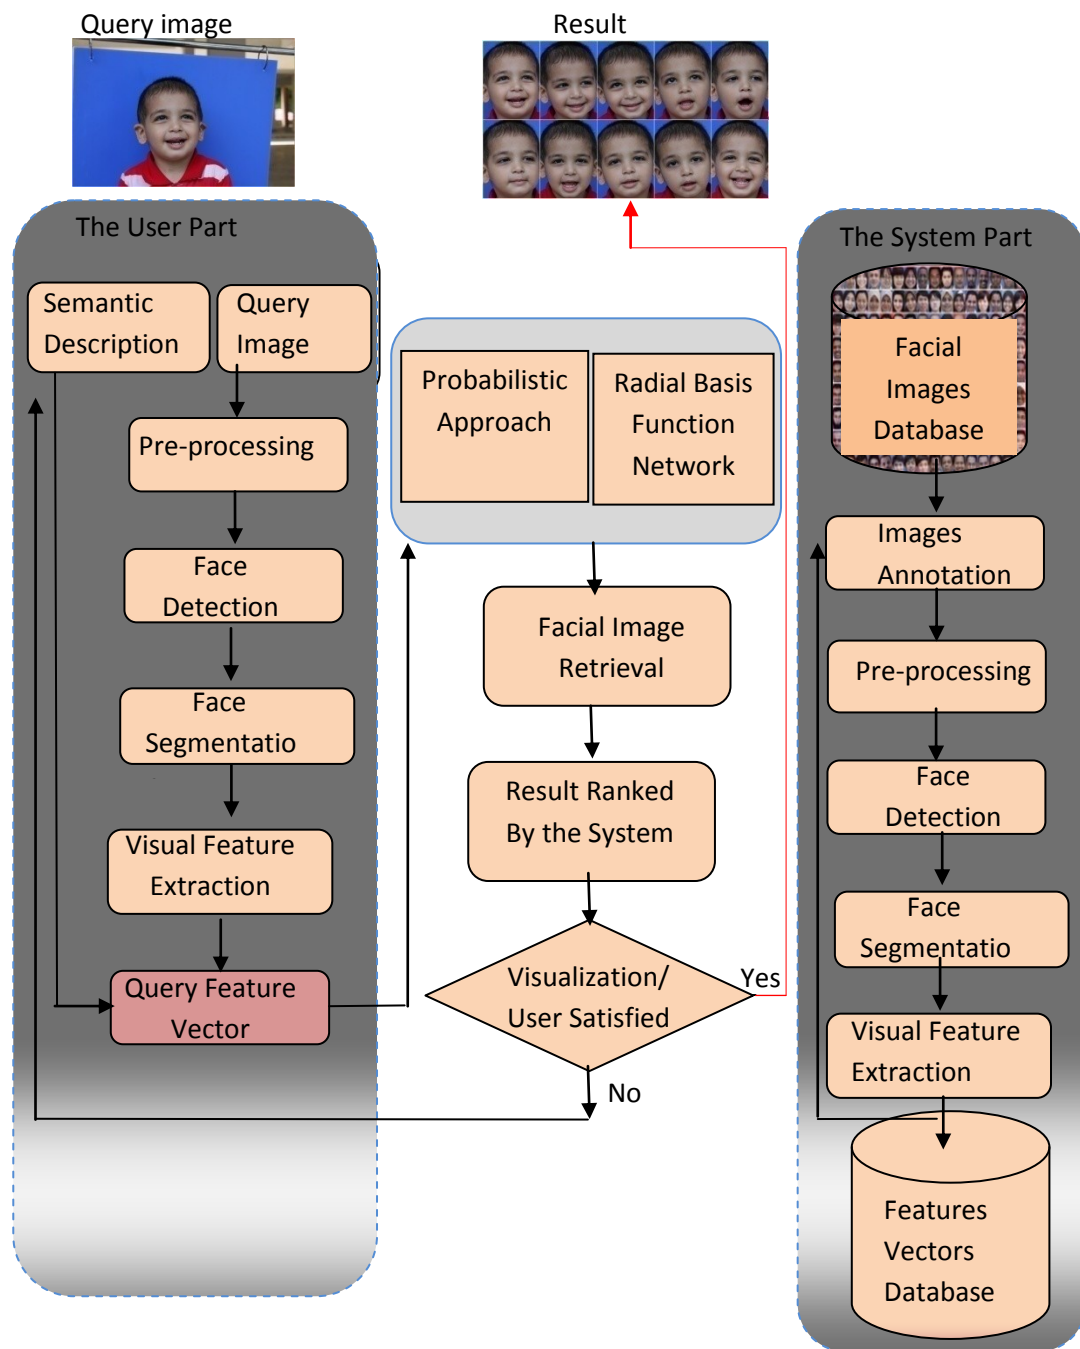 Query image
Result
The User Part
Semantic
Description
Query
Image
Pre-processing
Face
Detection
Face
Segmentatio
Visual Feature
Extraction
Query Feature
Vector
Probabilistic
Approach
Radial Basis
Function
Network
Facial Image
Retrieval
Result Ranked
By the System
Visualization/
User Satisfied
Yes
No
The System Part
Facial
Images
Database
Images
Annotation
Pre-processing
Face
Detection
Face
Segmentatio
Visual Feature
Extraction
Features
Vectors
Database